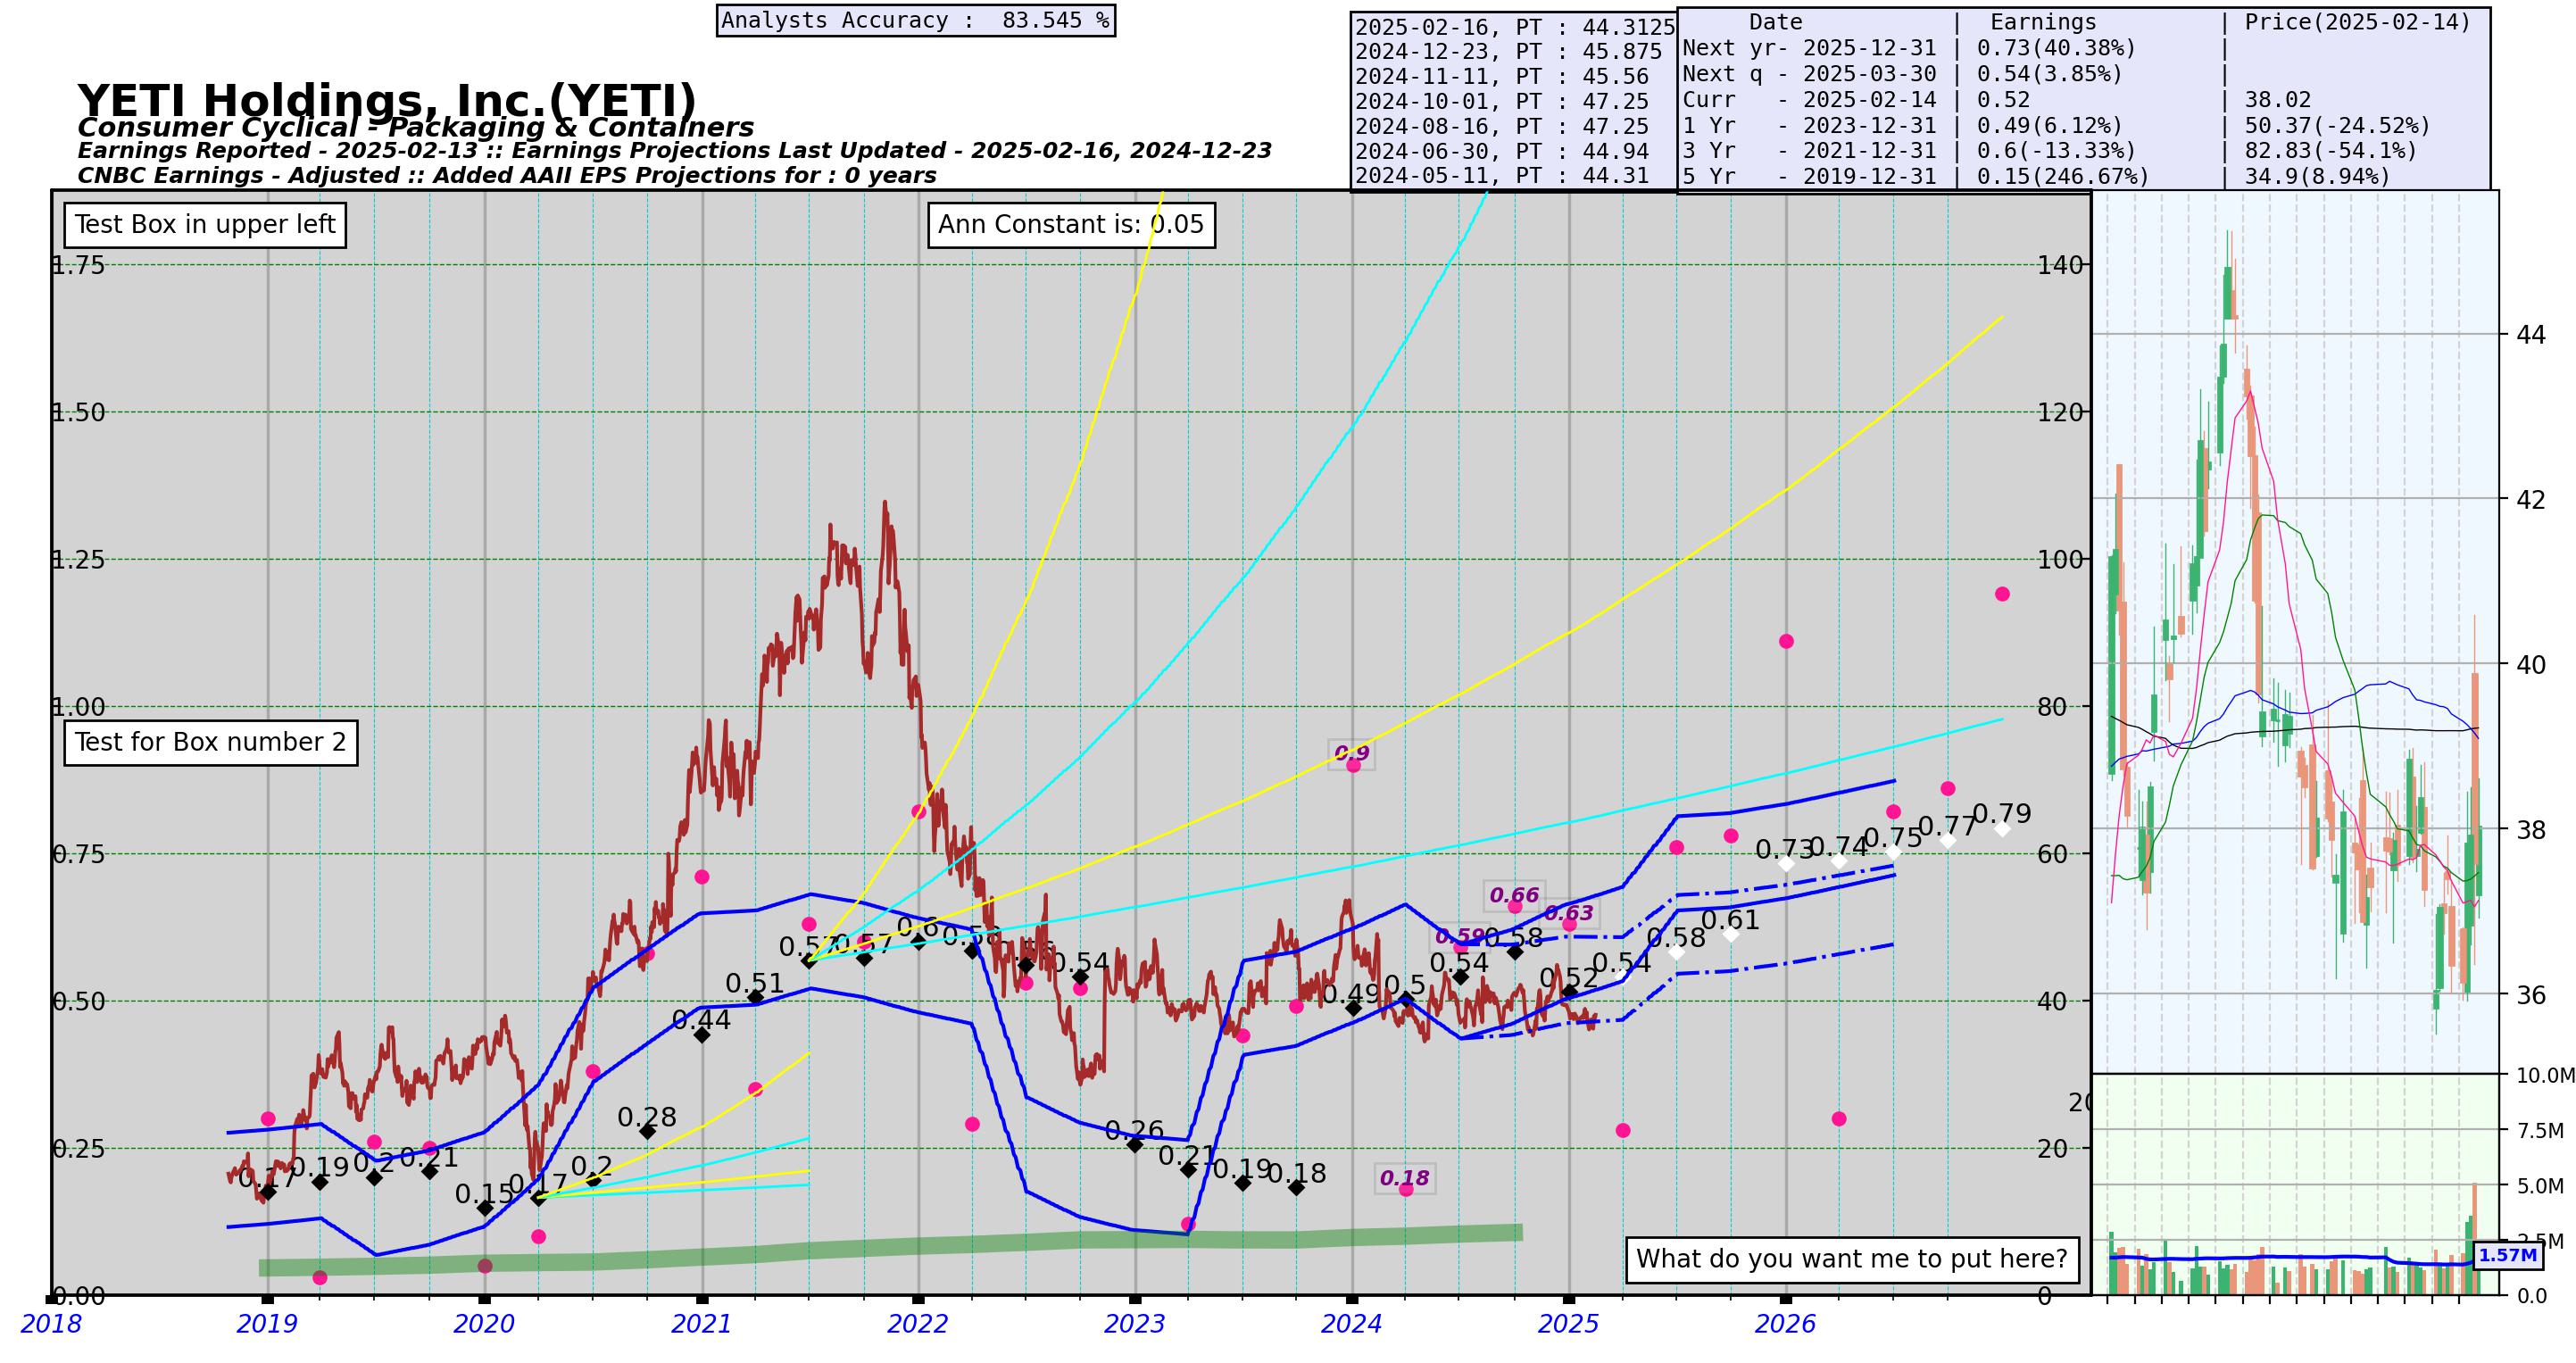 Analysts Accuracy :  83.545 %
YETI Holdings, Inc.(YETI)
Consumer Cyclical - Packaging & Containers
Earnings Reported - 2025-02-13 :: Earnings Projections Last Updated - 2025-02-16, 2024-12-23
CNBC Earnings - Adjusted :: Added AAII EPS Projections for : 0 years
2025-02-16, PT : 44.3125
2024-12-23, PT : 45.875
2024-11-11, PT : 45.56
2024-10-01, PT : 47.25
2024-08-16, PT : 47.25
2024-06-30, PT : 44.94
2024-05-11, PT : 44.31
Date | Earnings | Price(2025-02-14)
Next yr- 2025-12-31 | 0.73(40.38%) |
Next q - 2025-03-30 | 0.54(3.85%) |
Curr - 2025-02-14 | 0.52 | 38.02
1 Yr - 2023-12-31 | 0.49(6.12%) | 50.37(-24.52%)
3 Yr - 2021-12-31 | 0.6(-13.33%) | 82.83(-54.1%)
5 Yr - 2019-12-31 | 0.15(246.67%) | 34.9(8.94%)
Test Box in upper left
Ann Constant is: 0.05
Test for Box number 2
What do you want me to put here?
1.75
1.50
1.25
1.00
0.75
0.50
0.25
0.00
0.17
0.19
0.2
0.21
0.15
0.17
0.2
0.28
0.44
0.51
0.57
0.57
0.6
0.58
0.56
0.54
0.26
0.21
0.19
0.18
0.49
0.5
0.54
0.58
0.52
0.54
0.58
0.61
0.73
0.74
0.75
0.77
0.79
0.9
0.18
0.59
0.66
0.63
140
120
100
80
60
40
20
0
20
44
42
40
38
36
10.0M
7.5M
5.0M
2.5M
0.0
1.57M
2018
2019
2020
2021
2022
2023
2024
2025
2026